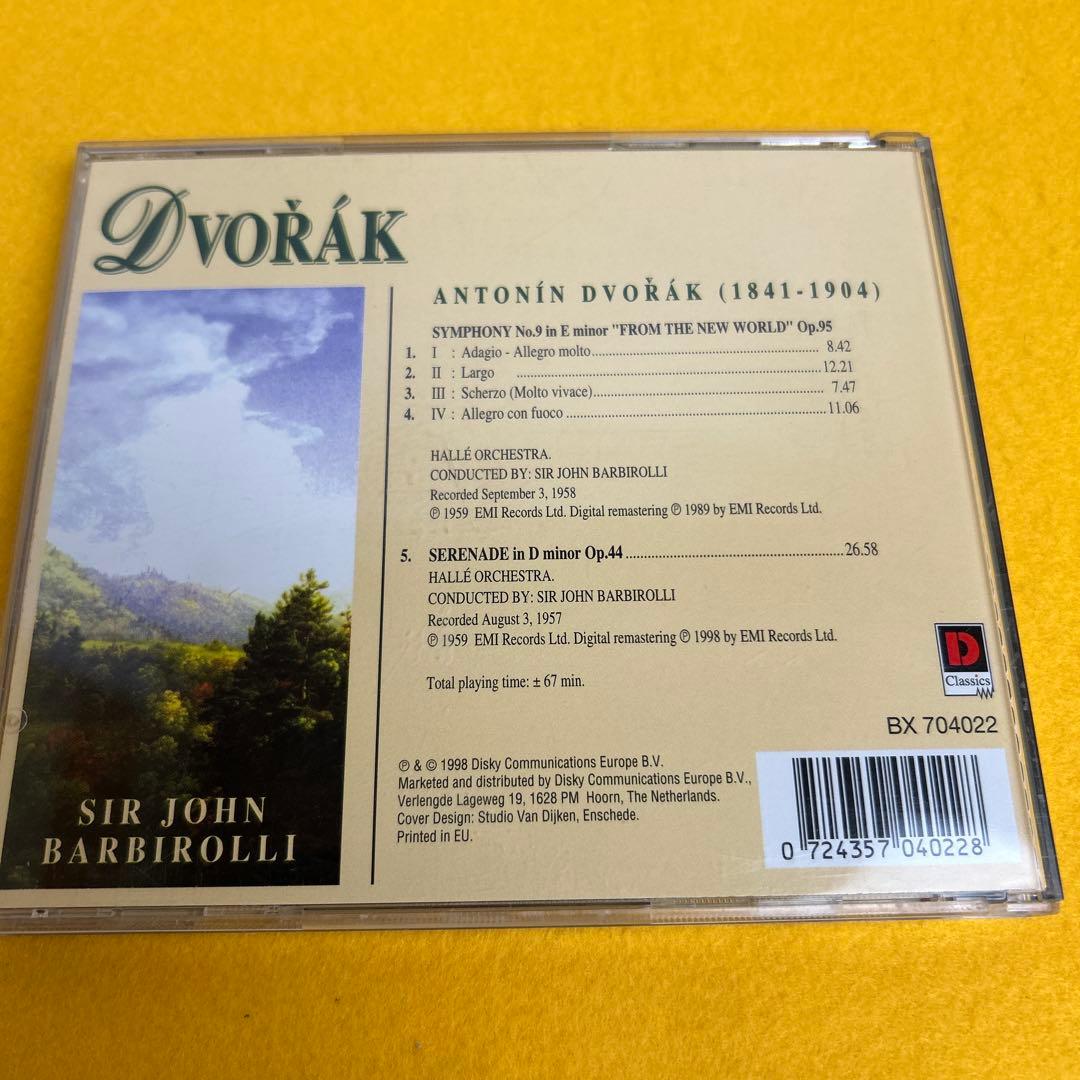 DVOŘÁK
ANTONÍN DVOŘÁK (1841-1904)
SYMPHONY No.9 in E minor "FROM THE NEW WORLD" Op.95
1. I : Adagio - Allegro molto........................................................ 8.42
2. II : Largo ............................................................................12.21
3. III : Scherzo (Molto vivace)......................................................... 7.47
4. IV : Allegro con fuoco .................................................................11.06
HALLÉ ORCHESTRA.
CONDUCTED BY: SIR JOHN BARBIROLLI
Recorded September 3, 1958
℗ 1959 EMI Records Ltd. Digital remastering ℗ 1989 by EMI Records Ltd.
5. SERENADE in D minor Op.44......................................................26.58
HALLÉ ORCHESTRA.
CONDUCTED BY: SIR JOHN BARBIROLLI
Recorded August 3, 1957
℗ 1959 EMI Records Ltd. Digital remastering ℗ 1998 by EMI Records Ltd.
Total playing time: ± 67 min.
D
Classics
BX 704022
℗ & © 1998 Disky Communications Europe B.V.
Marketed and distributed by Disky Communications Europe B.V.,
Verlengde Lageweg 19, 1628 PM Hoorn, The Netherlands.
Cover Design: Studio Van Dijken, Enschede.
Printed in EU.
0 724357 040228
SIR JOHN
BARBIROLLI